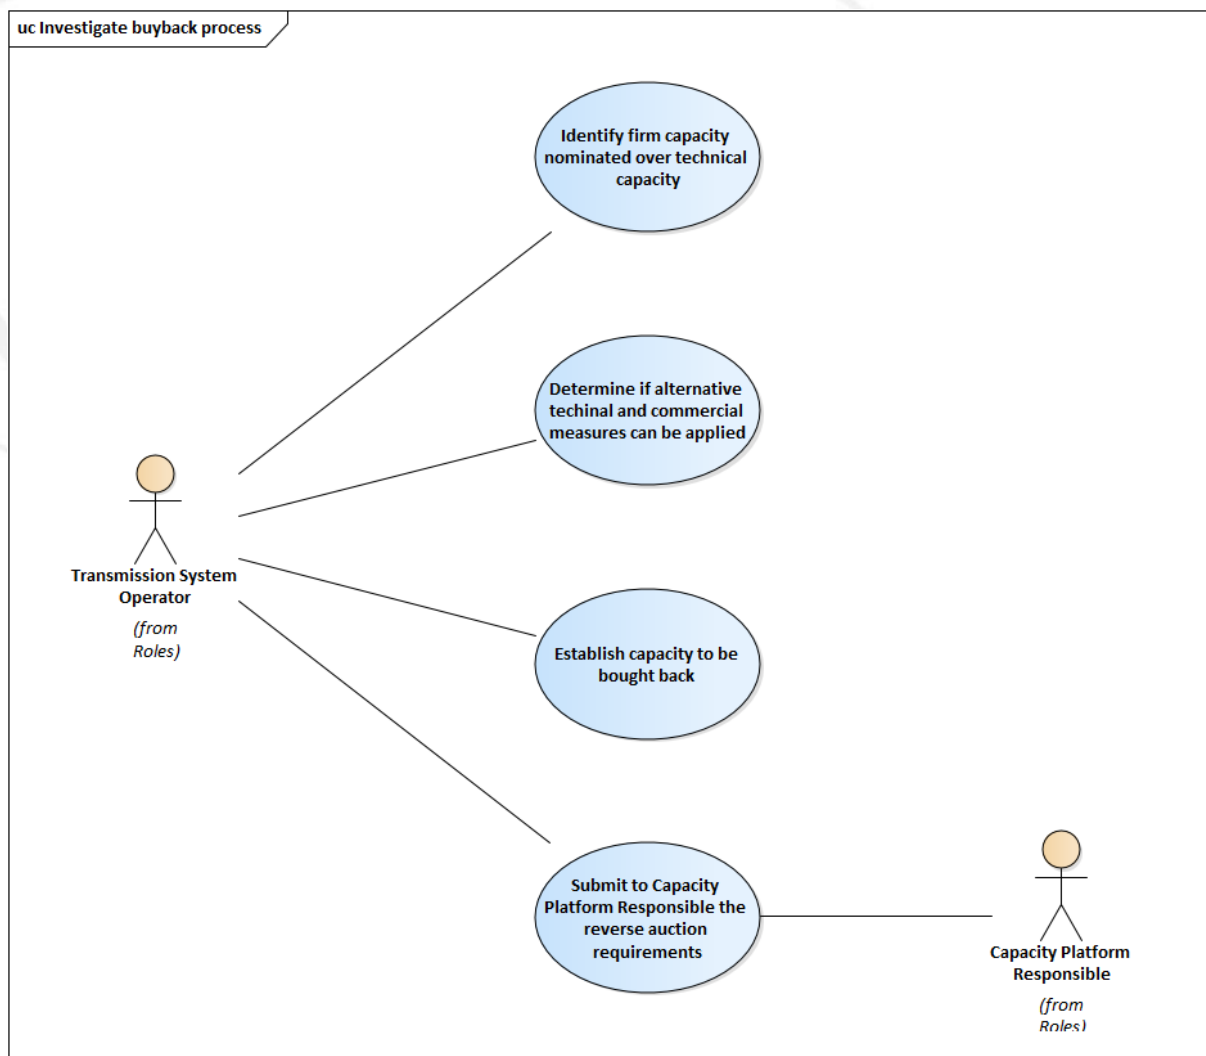 uc Investigate buyback process
Identify firm capacity
nominated over technical
capacity
Determine if alternative
techinal and commercial
measures can be applied
Transmission System
Operator
(from
Roles)
Establish capacity to be
bought back
Submit to Capacity
Platform Responsible the
reverse auction
requirements
Capacity Platform
Responsible
(from
Roles)